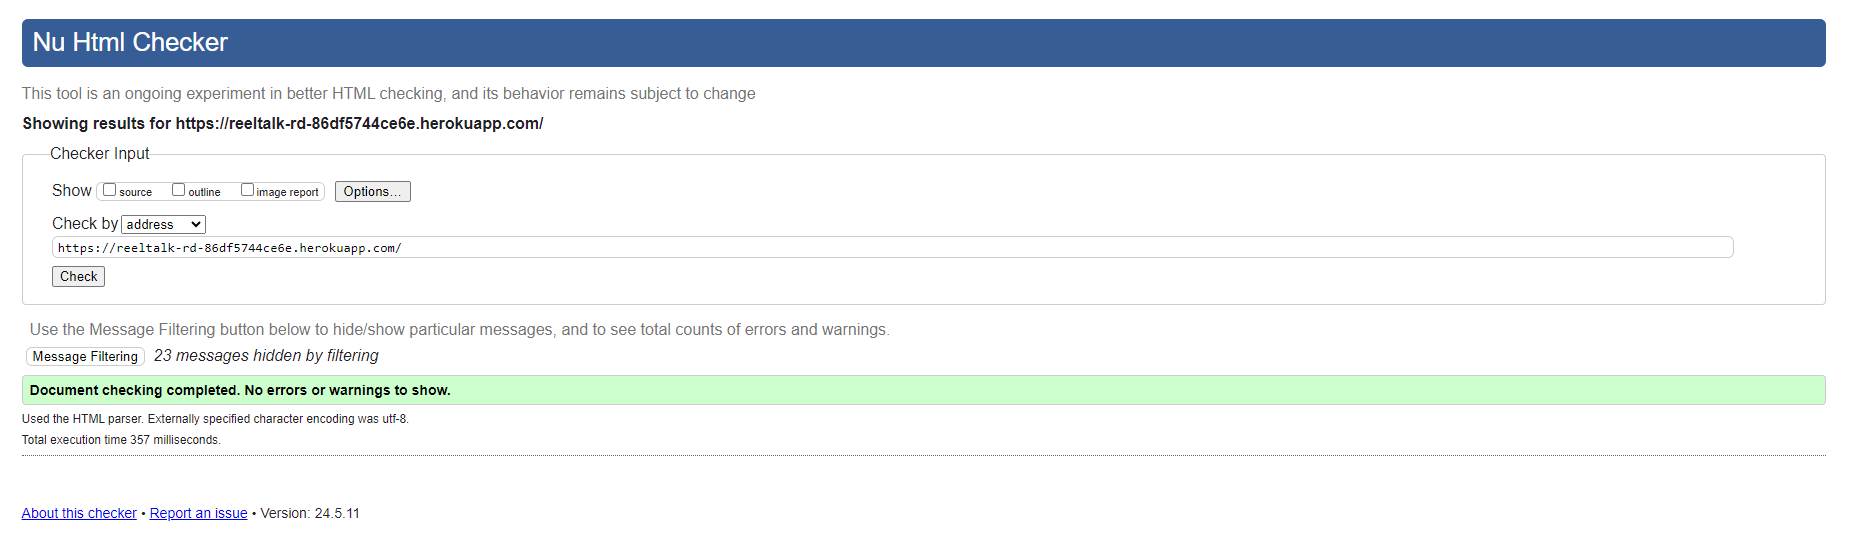 Nu Html Checker
This tool is an ongoing experiment in better HTML checking, and its behavior remains subject to change
Showing results for https://reeltalk-rd-86df5744ce6e.herokuapp.com/
Checker Input
Show source outline image report Options...
Check by address
https://reeltalk-rd-86df5744ce6e.herokuapp.com/
Check
Use the Message Filtering button below to hide/show particular messages, and to see total counts of errors and warnings.
Message Filtering 23 messages hidden by filtering
Document checking completed. No errors or warnings to show.
Used the HTML parser. Externally specified character encoding was utf-8.
Total execution time 357 milliseconds.
About this checker • Report an issue • Version: 24.5.11